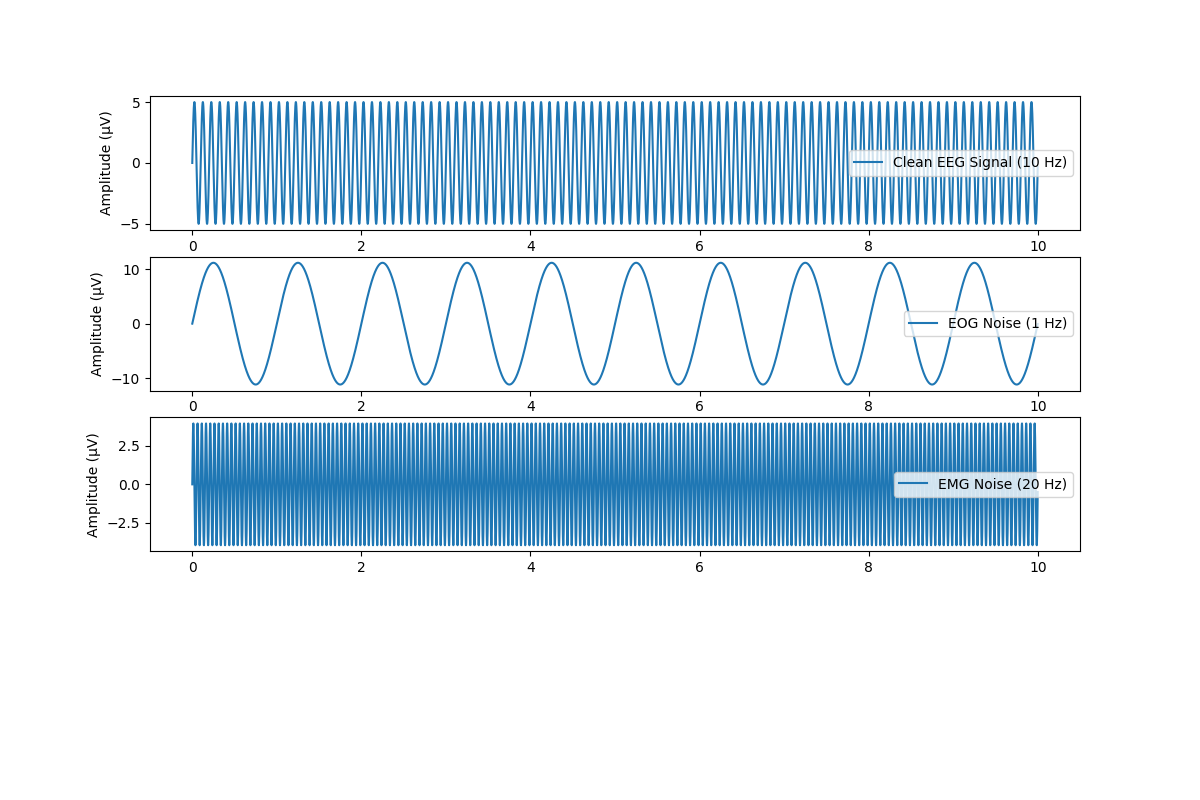 Amplitude (µV)
5
0
−5
Clean EEG Signal (10 Hz)
0 2 4 6 8 10
Amplitude (µV)
10
0
−10
EOG Noise (1 Hz)
0 2 4 6 8 10
Amplitude (µV)
2.5
0.0
−2.5
EMG Noise (20 Hz)
0 2 4 6 8 10